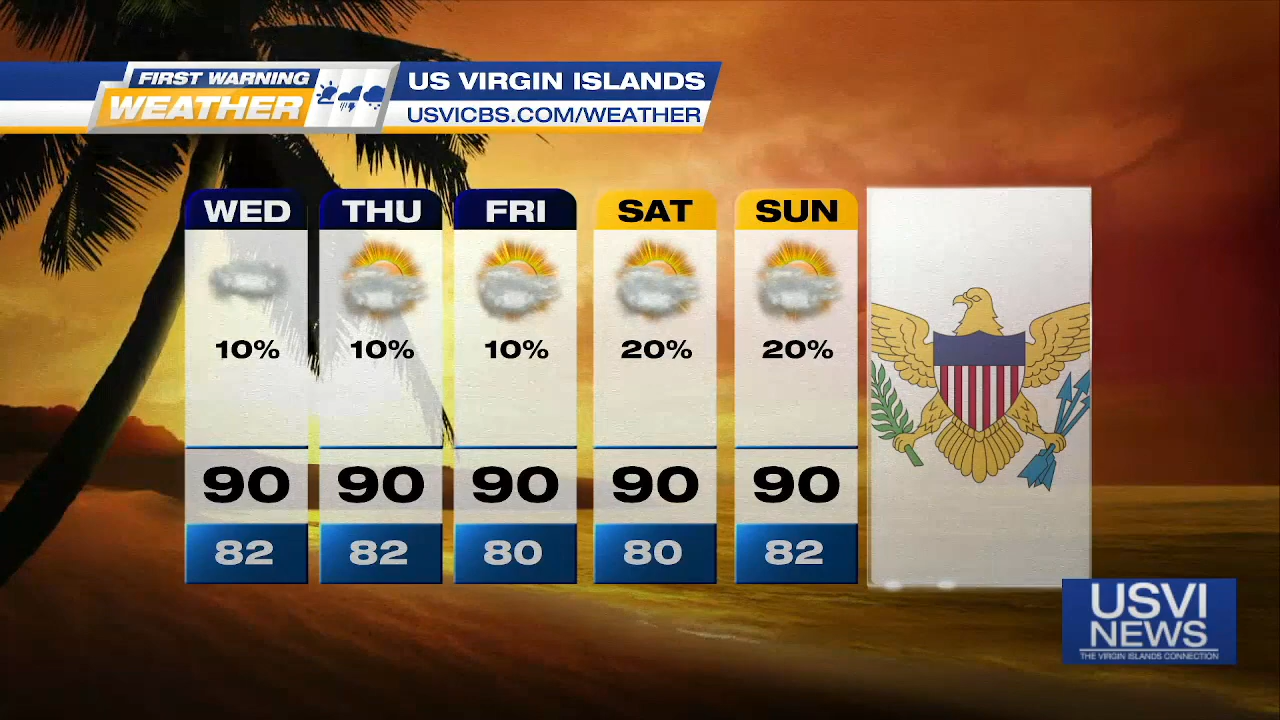 FIRST WARNING
WEATHER
US VIRGIN ISLANDS
USVICBS.COM/WEATHER
WED THU FRI SAT SUN
10% 10% 10% 20% 20%
90 90 90 90 90
82 82 80 80 82
USVI
NEWS
THE VIRGIN ISLANDS CONNECTION